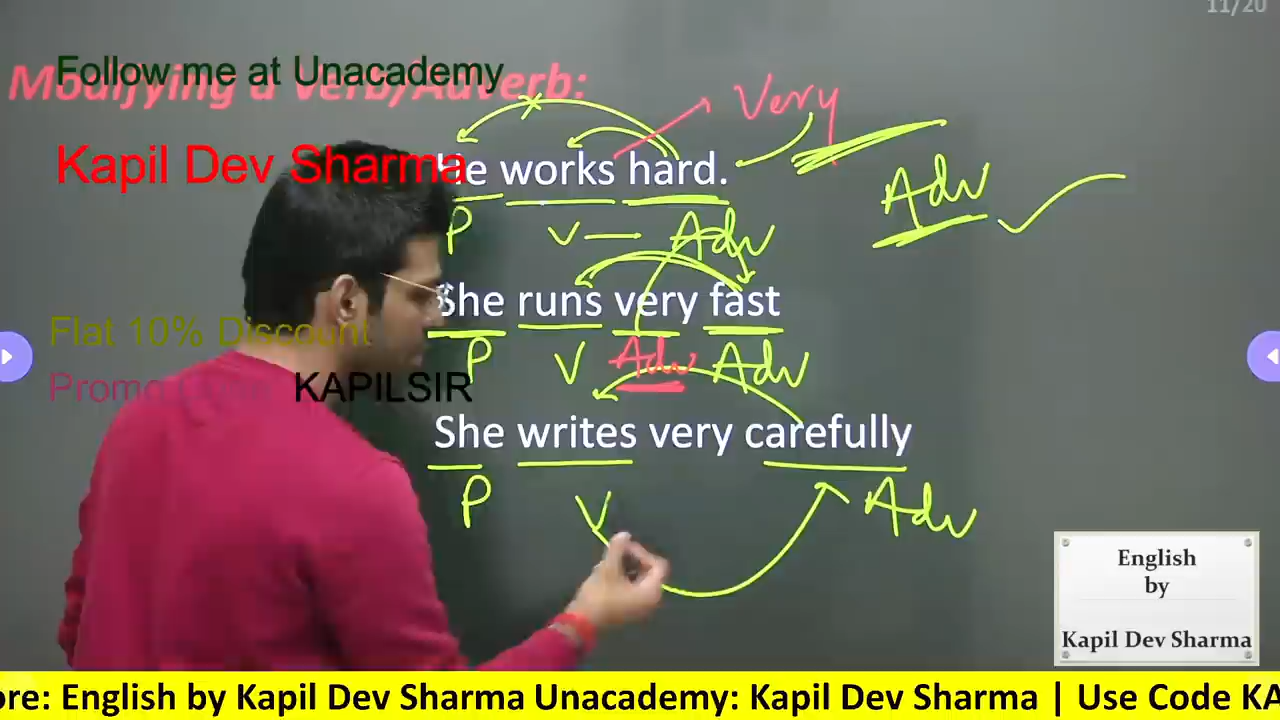 11/20
Follow me at Unacademy
Modifying a Verb/Adverb:
Very
Kapil Dev Sharma
He works hard.
Adv
P V Adv
She runs very fast
Flat 10% Discount
P V Adv Adv
KAPILSIR
She writes very carefully
P V Adv
English
by
Kapil Dev Sharma
ore: English by Kapil Dev Sharma Unacademy: Kapil Dev Sharma | Use Code KA